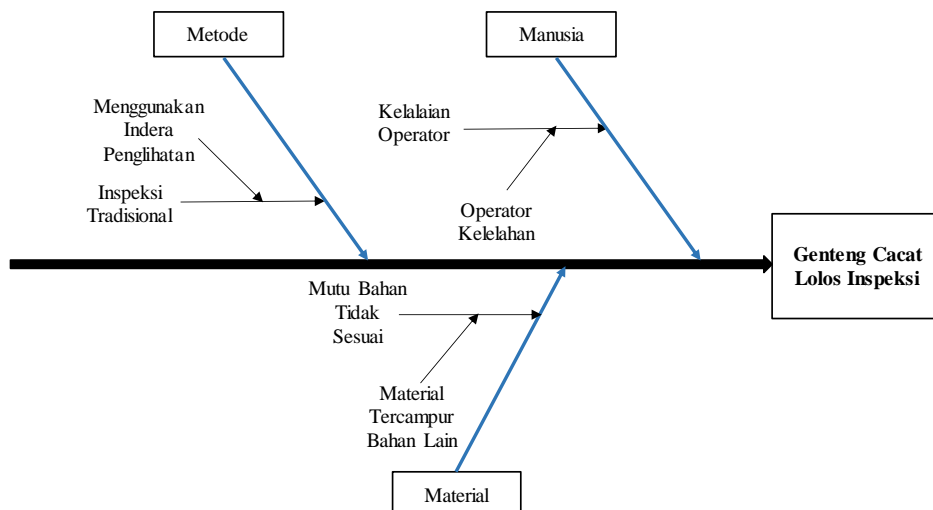 Metode
Manusia
Menggunakan
Indera
Penglihatan
Inspeksi
Tradisional
Kelalaian
Operator
Operator
Kelelahan
Genteng Cacat
Lolos Inspeksi
Mutu Bahan
Tidak
Sesuai
Material
Tercampur
Bahan Lain
Material